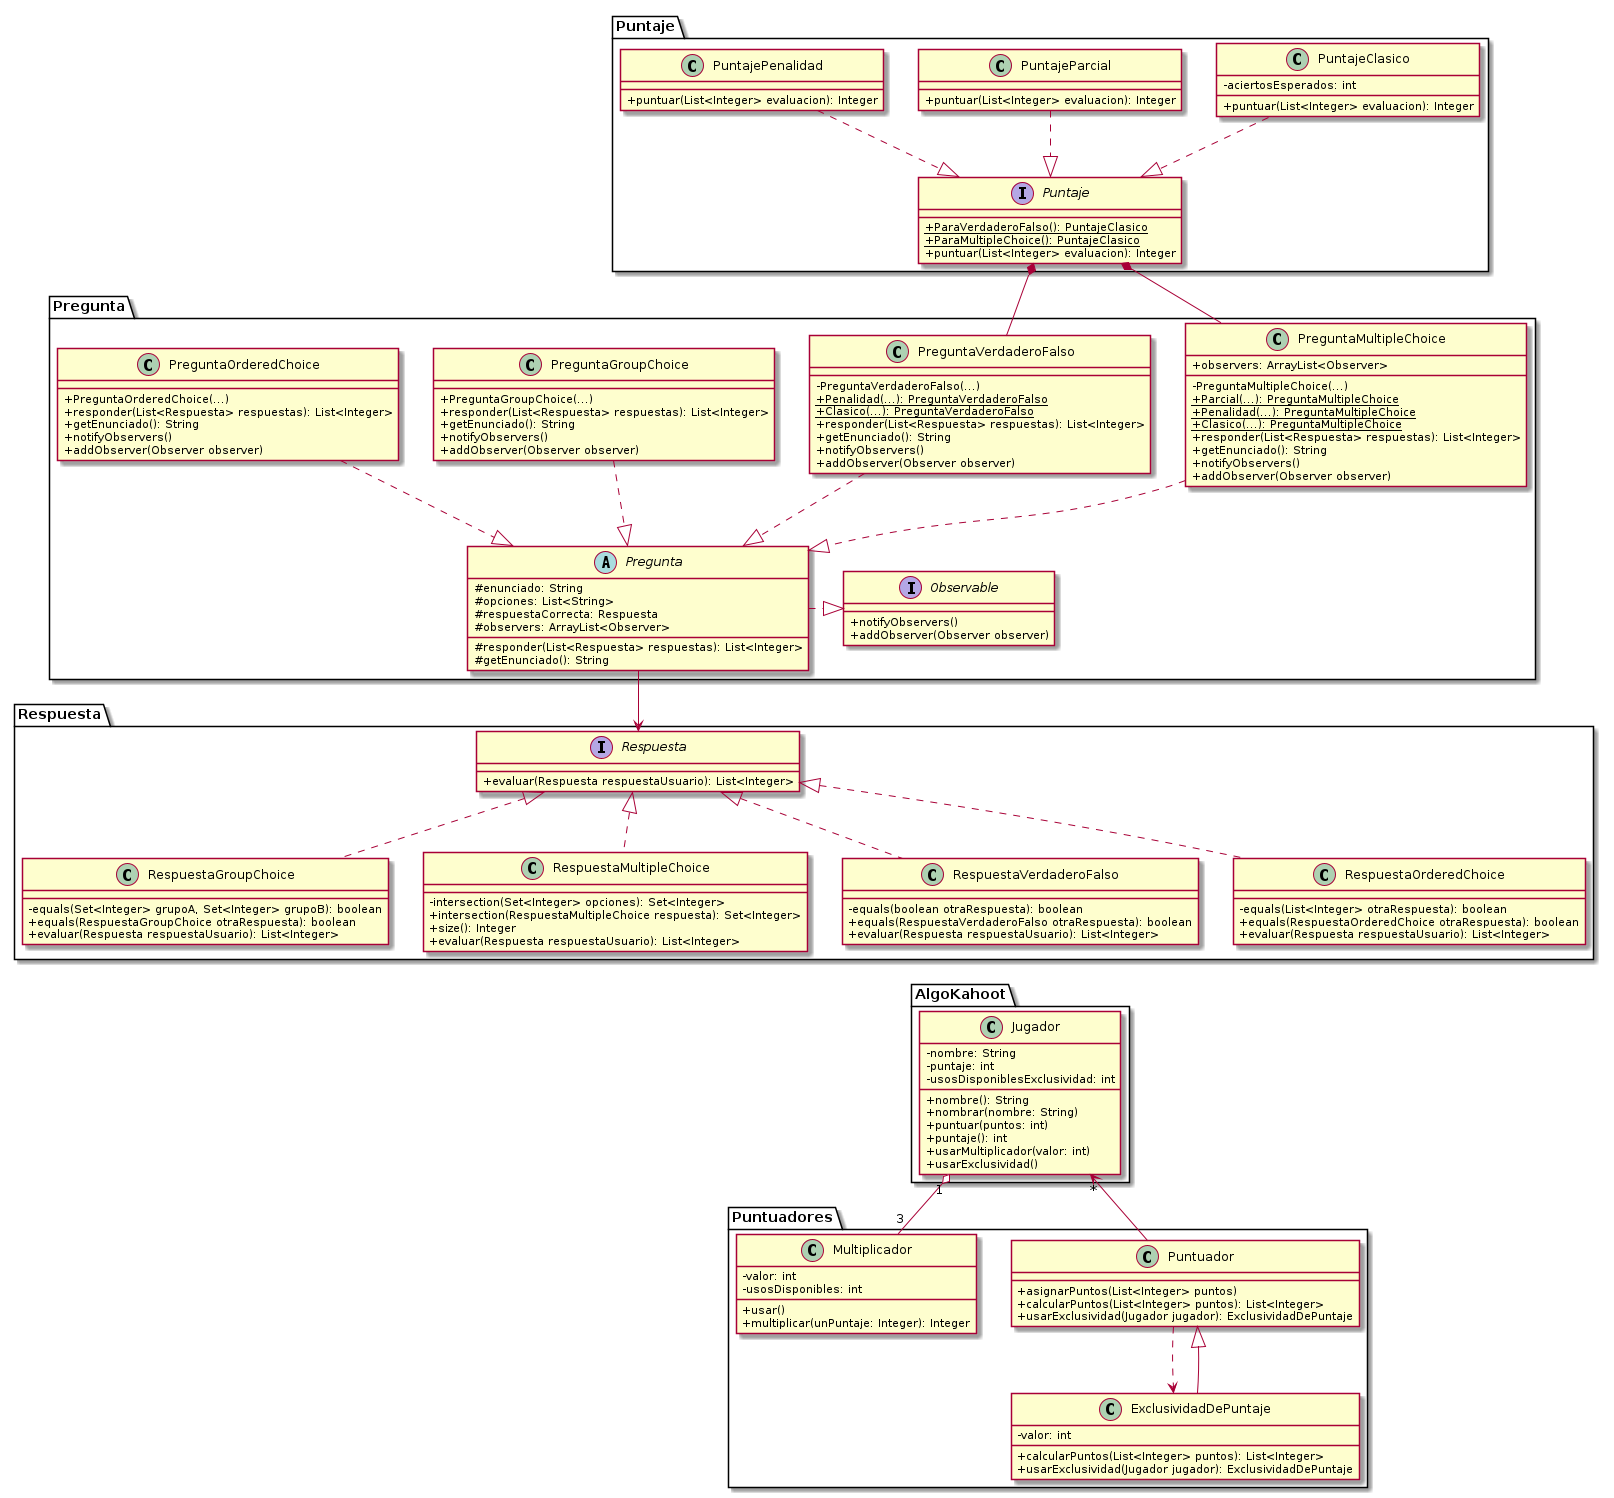 Puntaje
C PuntajePenalidad
+puntuar(List<Integer> evaluacion): Integer
C PuntajeParcial
+puntuar(List<Integer> evaluacion): Integer
C PuntajeClasico
-aciertosEsperados: int
+puntuar(List<Integer> evaluacion): Integer
I Puntaje
+ParaVerdaderoFalso(): PuntajeClasico
+ParaMultipleChoice(): PuntajeClasico
+puntuar(List<Integer> evaluacion): Integer
Pregunta
C PreguntaOrderedChoice
+PreguntaOrderedChoice(...)
+responder(List<Respuesta> respuestas): List<Integer>
+getEnunciado(): String
+notifyObservers()
+addObserver(Observer observer)
C PreguntaGroupChoice
+PreguntaGroupChoice(...)
+responder(List<Respuesta> respuestas): List<Integer>
+getEnunciado(): String
+notifyObservers()
+addObserver(Observer observer)
C PreguntaVerdaderoFalso
-PreguntaVerdaderoFalso(...)
+Penalidad(...): PreguntaVerdaderoFalso
+Clasico(...): PreguntaVerdaderoFalso
+responder(List<Respuesta> respuestas): List<Integer>
+getEnunciado(): String
+notifyObservers()
+addObserver(Observer observer)
C PreguntaMultipleChoice
+observers: ArrayList<Observer>
-PreguntaMultipleChoice(...)
+Parcial(...): PreguntaMultipleChoice
+Penalidad(...): PreguntaMultipleChoice
+Clasico(...): PreguntaMultipleChoice
+responder(List<Respuesta> respuestas): List<Integer>
+getEnunciado(): String
+notifyObservers()
+addObserver(Observer observer)
A Pregunta
#enunciado: String
#opciones: List<String>
#respuestaCorrecta: Respuesta
#observers: ArrayList<Observer>
#responder(List<Respuesta> respuestas): List<Integer>
#getEnunciado(): String
I Observable
+notifyObservers()
+addObserver(Observer observer)
Respuesta
I Respuesta
+evaluar(Respuesta respuestaUsuario): List<Integer>
C RespuestaGroupChoice
-equals(Set<Integer> grupoA, Set<Integer> grupoB): boolean
+equals(RespuestaGroupChoice otraRespuesta): boolean
+evaluar(Respuesta respuestaUsuario): List<Integer>
C RespuestaMultipleChoice
-intersection(Set<Integer> opciones): Set<Integer>
+intersection(RespuestaMultipleChoice respuesta): Set<Integer>
+size(): Integer
+evaluar(Respuesta respuestaUsuario): List<Integer>
C RespuestaVerdaderoFalso
-equals(boolean otraRespuesta): boolean
+equals(RespuestaVerdaderoFalso otraRespuesta): boolean
+evaluar(Respuesta respuestaUsuario): List<Integer>
C RespuestaOrderedChoice
-equals(List<Integer> otraRespuesta): boolean
+equals(RespuestaOrderedChoice otraRespuesta): boolean
+evaluar(Respuesta respuestaUsuario): List<Integer>
AlgoKahoot
C Jugador
-nombre: String
-puntaje: int
-usosDisponiblesExclusividad: int
+nombre(): String
+nombrar(nombre: String)
+puntuar(puntos: int)
+puntaje(): int
+usarMultiplicador(valor: int)
+usarExclusividad()
1
*
3
Puntuadores
C Multiplicador
-valor: int
-usosDisponibles: int
+usar()
+multiplicar(unPuntaje: Integer): Integer
C Puntuador
+asignarPuntos(List<Integer> puntos)
+calcularPuntos(List<Integer> puntos): List<Integer>
+usarExclusividad(Jugador jugador): ExclusividadDePuntaje
C ExclusividadDePuntaje
-valor: int
+calcularPuntos(List<Integer> puntos): List<Integer>
+usarExclusividad(Jugador jugador): ExclusividadDePuntaje